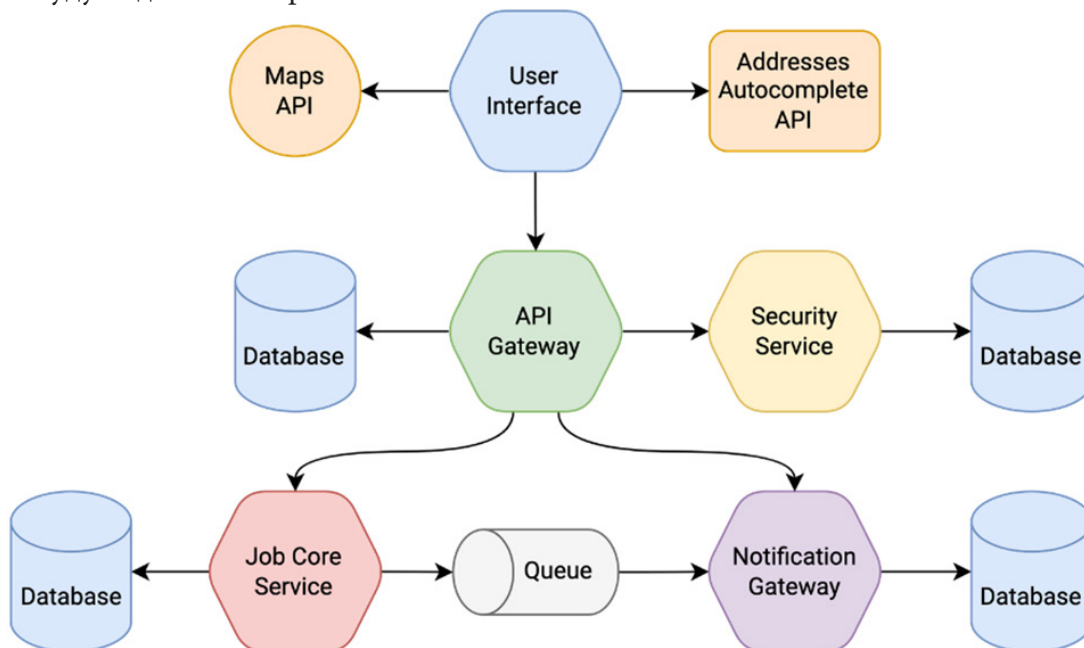 Maps
API
User
Interface
Addresses
Autocomplete
API
Database
API
Gateway
Security
Service
Database
Database
Job Core
Service
Queue
Notification
Gateway
Database